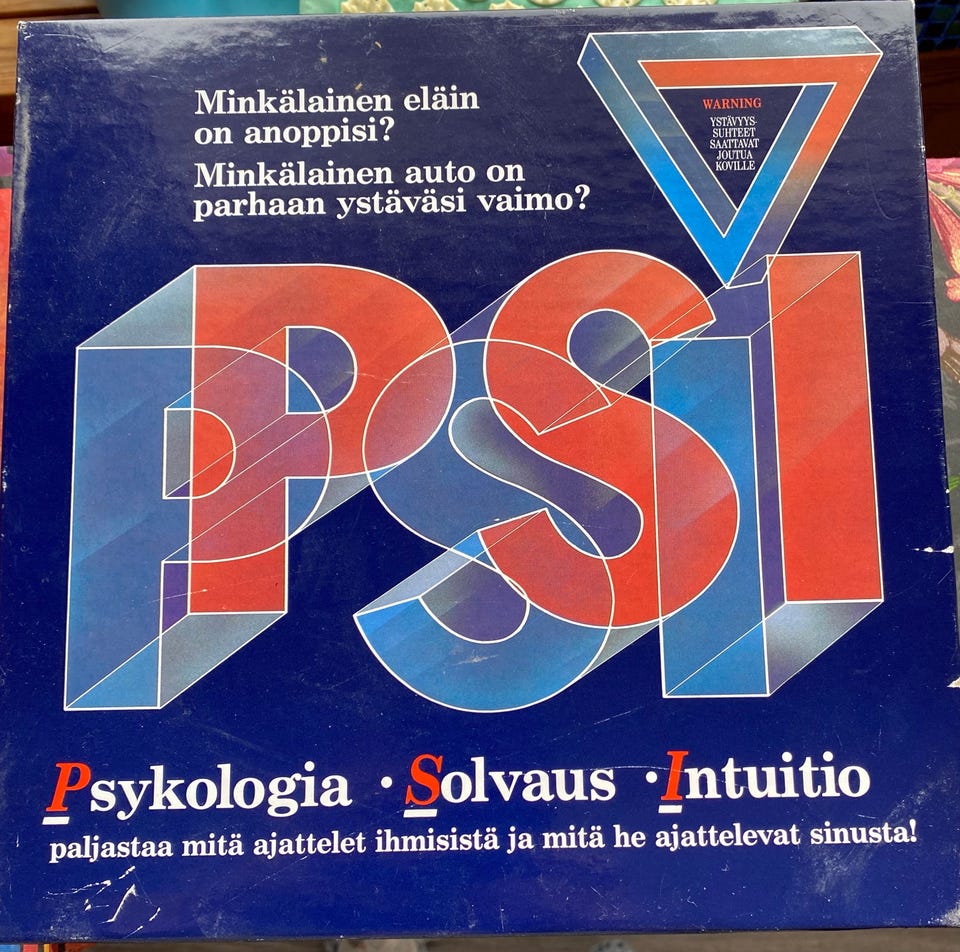 Minkälainen eläin
on anoppisi?
Minkälainen auto on
parhaan ystäväsi vaimo?
WARNING
YSTÄVYYS-
SUHTEET
SAATTAVAT
JOUTUA
KOVILLE
PSI
Psykologia · Solvaus · Intuitio
paljastaa mitä ajattelet ihmisistä ja mitä he ajattelevat sinusta!